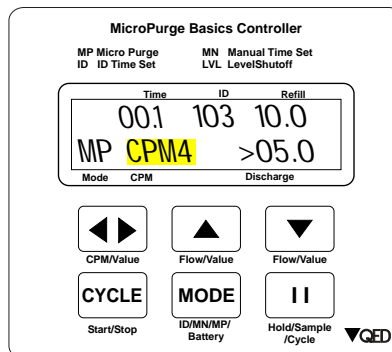 MicroPurge Basics Controller
MP Micro Purge MN Manual Time Set
ID ID Time Set LVL LevelShutoff
Time ID Refill
00.1 103 10.0
MP CPM4 >05.0
Mode CPM Discharge
CPM/Value Flow/Value Flow/Value
CYCLE MODE II
Start/Stop ID/MN/MP/ Battery Hold/Sample /Cycle
QED